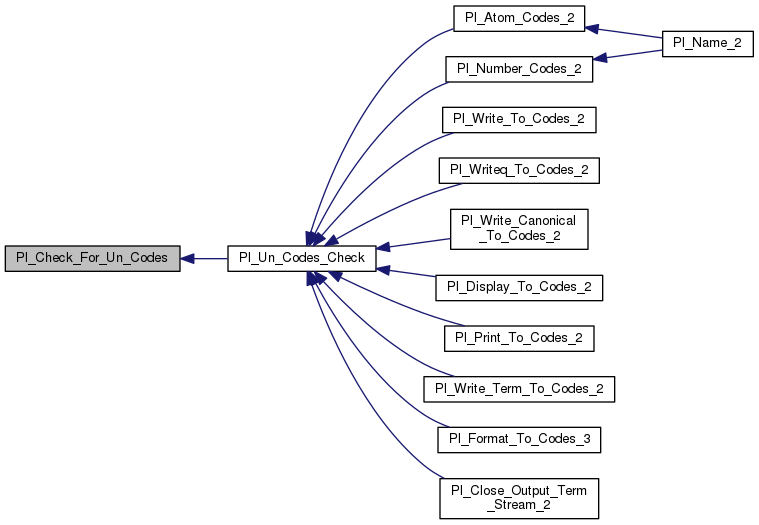 Pl_Atom_Codes_2
Pl_Name_2
Pl_Number_Codes_2
Pl_Write_To_Codes_2
Pl_Writeq_To_Codes_2
Pl_Write_Canonical
_To_Codes_2
Pl_Check_For_Un_Codes
Pl_Un_Codes_Check
Pl_Display_To_Codes_2
Pl_Print_To_Codes_2
Pl_Write_Term_To_Codes_2
Pl_Format_To_Codes_3
Pl_Close_Output_Term
_Stream_2